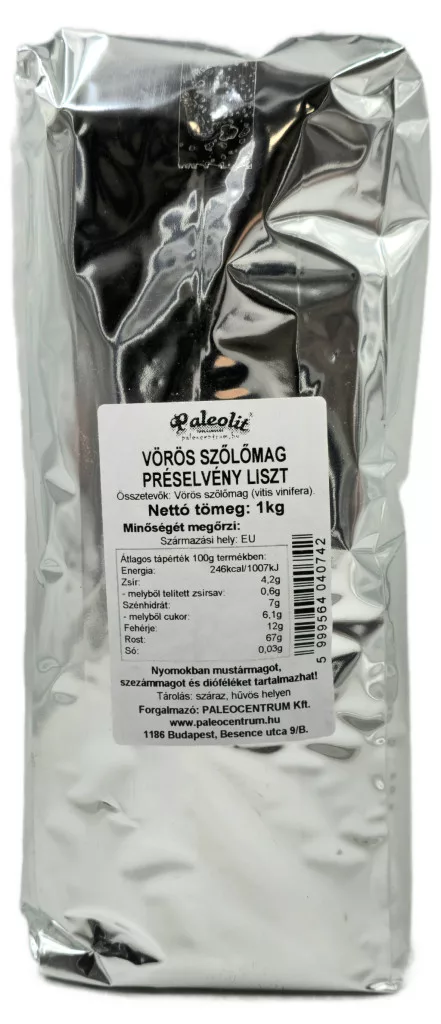 Paleolit
paleocentrum.hu
VÖRÖS SZŐLŐMAG
PRÉSELVÉNY LISZT
Összetevők: Vörös szőlőmag (vitis vinifera).
Nettó tömeg: 1kg
Minőségét megőrzi:
Származási hely: EU
Átlagos tápérték 100g termékben:
Energia: 246kcal/1007kJ
Zsír: 4,2g
- melyből telített zsírsav: 0,6g
Szénhidrát: 7g
- melyből cukor: 6,1g
Fehérje: 12g
Rost: 67g
Só: 0,03g
5 999564 040742
Nyomokban mustármagot,
szezámmagot és dióféléket tartalmazhat!
Tárolás: száraz, hűvös helyen
Forgalmazó: PALEOCENTRUM Kft.
www.paleocentrum.hu
1186 Budapest, Besence utca 9/B.